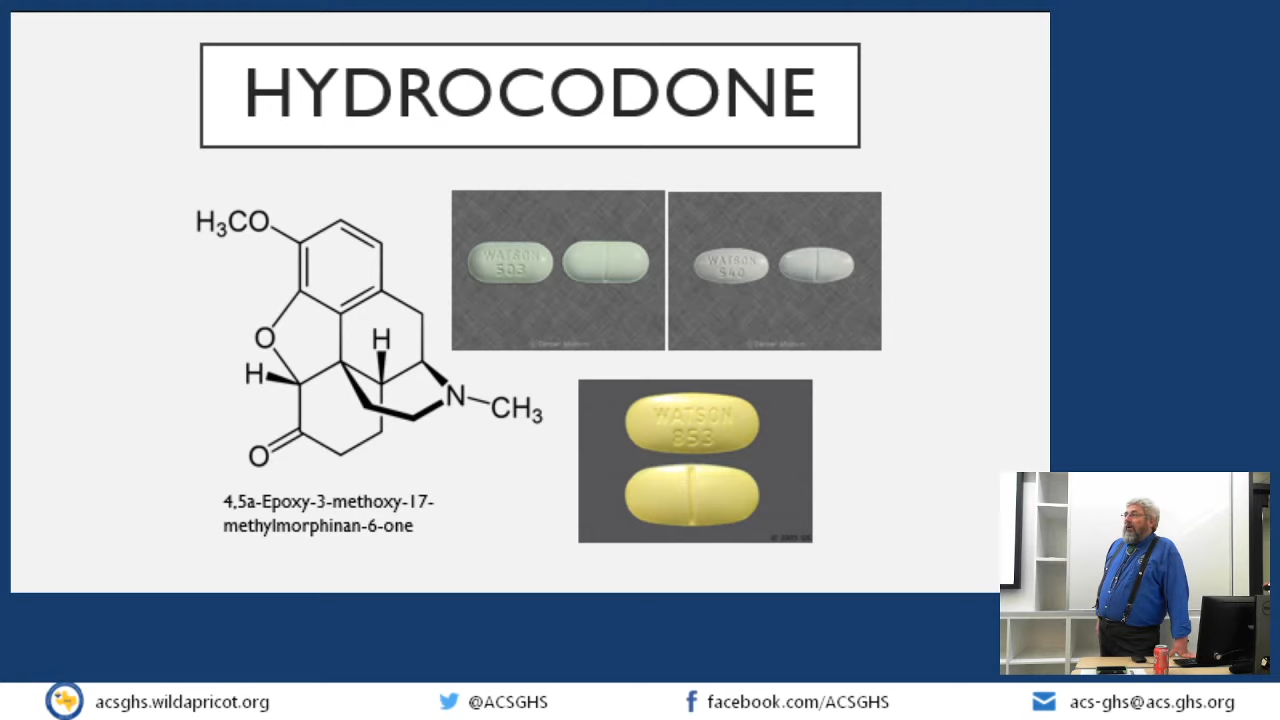 HYDROCODONE
H₃CO
O
H
H
N
CH₃
O
WATSON
503
WATSON
540
WATSON
853
4,5a-Epoxy-3-methoxy-17-
methylmorphinan-6-one
acsghs.wildapricot.org
@ACSGHS
facebook.com/ACSGHS
acs-ghs@acs.ghs.org